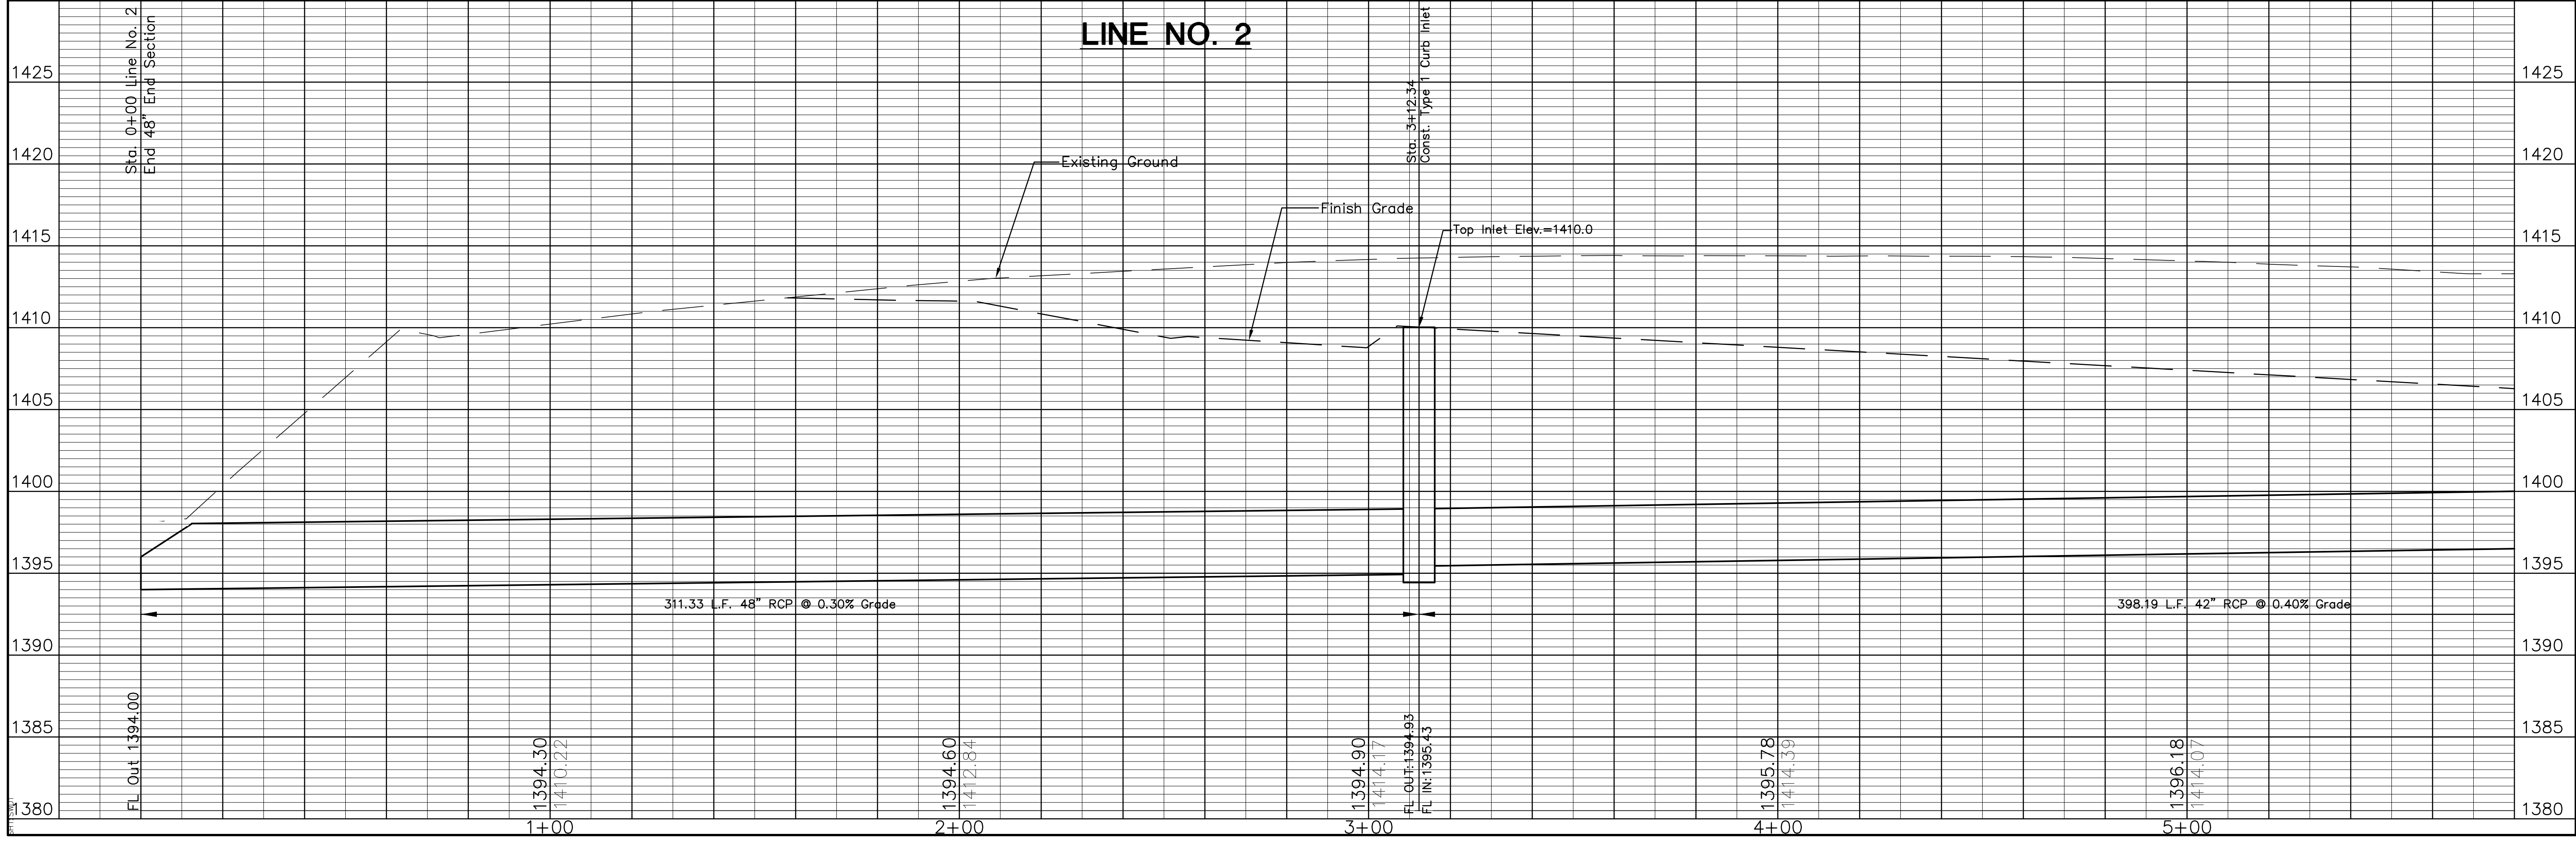 LINE NO. 2
Sta. 0+00 Line No. 2
End 48" End Section
Sta. 3+12.34
Const. Type 1 Curb Inlet
1425
1425
1420
1420
Existing Ground
Finish Grade
Top Inlet Elev.=1410.0
1415
1415
1410
1410
1405
1405
1400
1400
1395
1395
311.33 L.F. 48" RCP @ 0.30% Grade
398.19 L.F. 42" RCP @ 0.40% Grade
1390
1390
1385
1385
FL Out 1394.00
1394.30
1410.22
1394.60
1412.84
1394.90
1414.17
FL OUT:1394.93
FL IN:1395.43
1395.78
1414.39
1396.18
1414.07
1380
1380
1+00
2+00
3+00
4+00
5+00